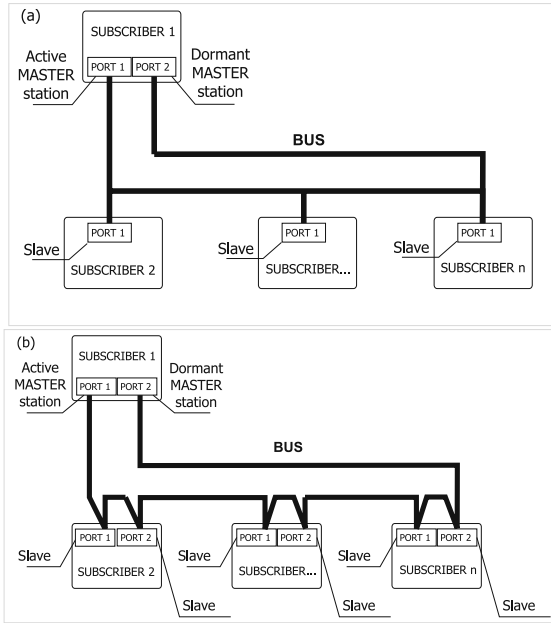 (a)
SUBSCRIBER 1
Active
MASTER
station
PORT 1
PORT 2
Dormant
MASTER
station
BUS
PORT 1
Slave
SUBSCRIBER 2
PORT 1
Slave
SUBSCRIBER...
PORT 1
Slave
SUBSCRIBER n
(b)
SUBSCRIBER 1
Active
MASTER
station
PORT 1
PORT 2
Dormant
MASTER
station
BUS
PORT 1
PORT 2
Slave
SUBSCRIBER 2
Slave
PORT 1
PORT 2
Slave
SUBSCRIBER...
Slave
PORT 1
PORT 2
Slave
SUBSCRIBER n
Slave